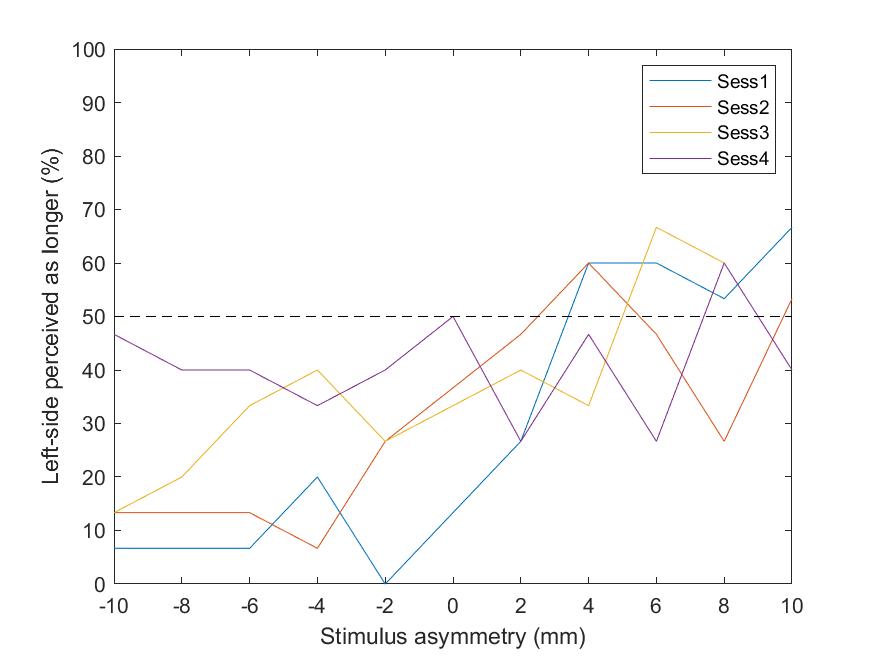 100
90
80
70
60
50
40
30
20
10
0
Left-side perceived as longer (%)
Sess1
Sess2
Sess3
Sess4
-10 -8 -6 -4 -2 0 2 4 6 8 10
Stimulus asymmetry (mm)